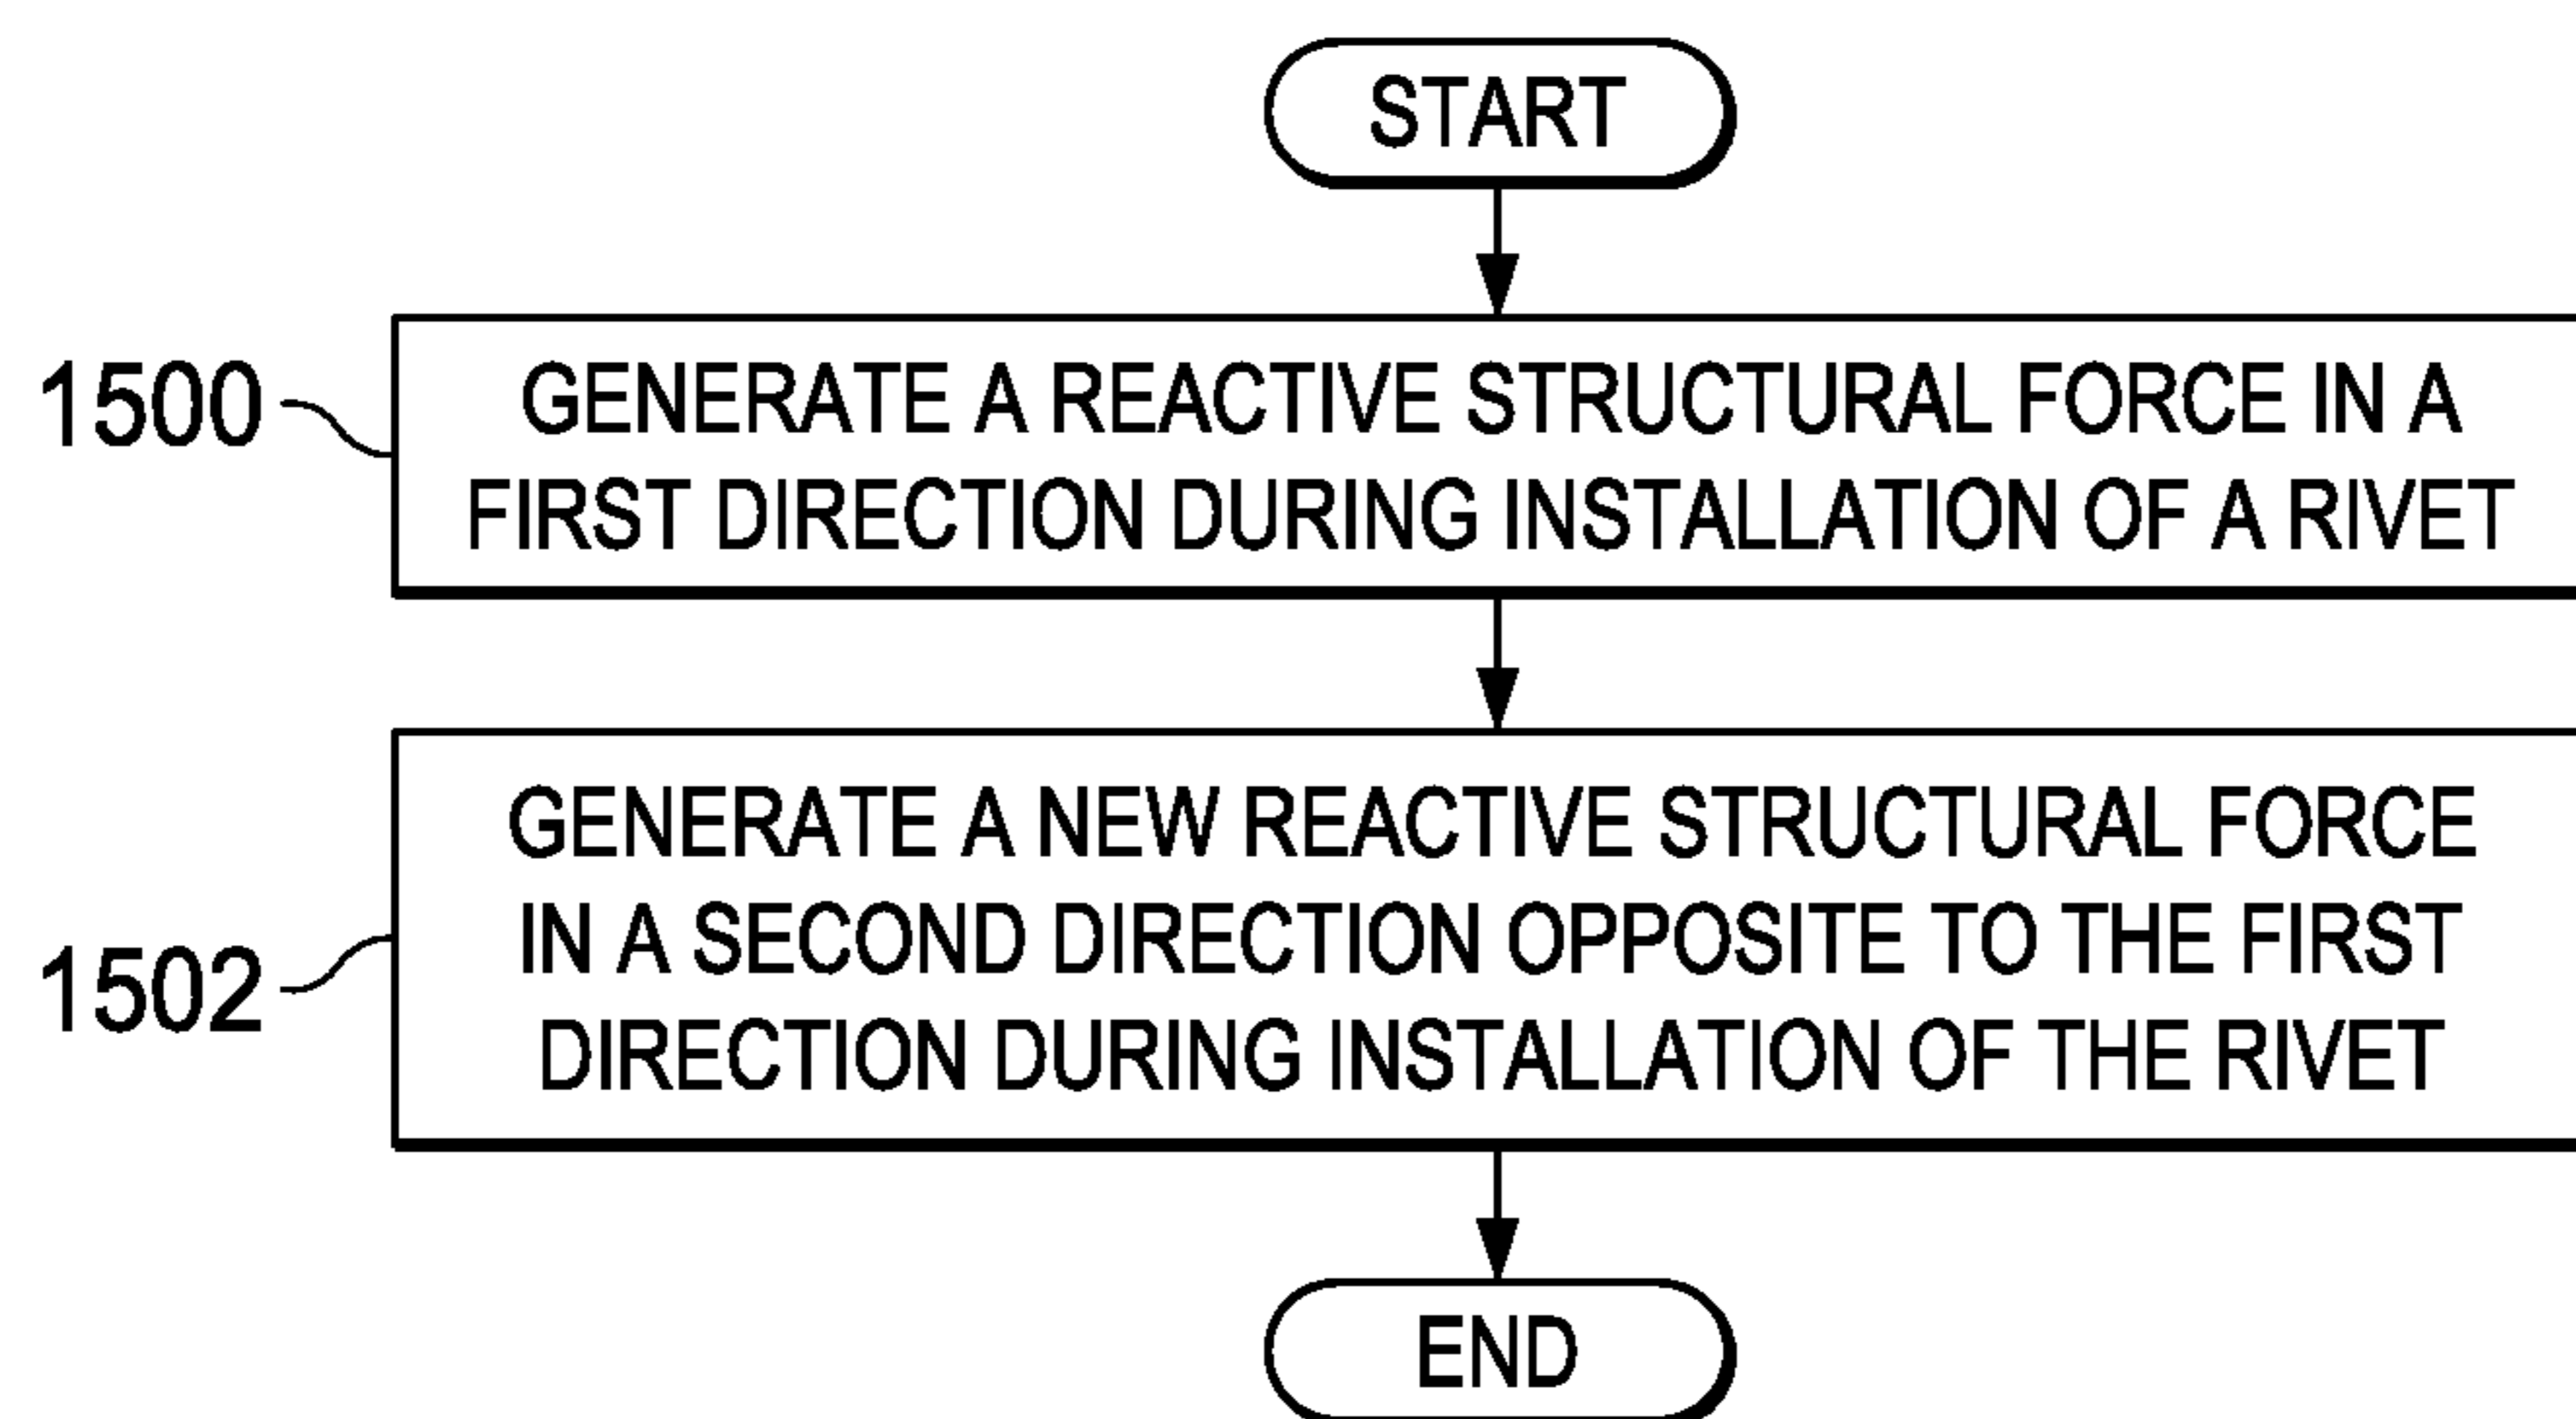 START
1500
GENERATE A REACTIVE STRUCTURAL FORCE IN A
FIRST DIRECTION DURING INSTALLATION OF A RIVET
1502
GENERATE A NEW REACTIVE STRUCTURAL FORCE
IN A SECOND DIRECTION OPPOSITE TO THE FIRST
DIRECTION DURING INSTALLATION OF THE RIVET
END